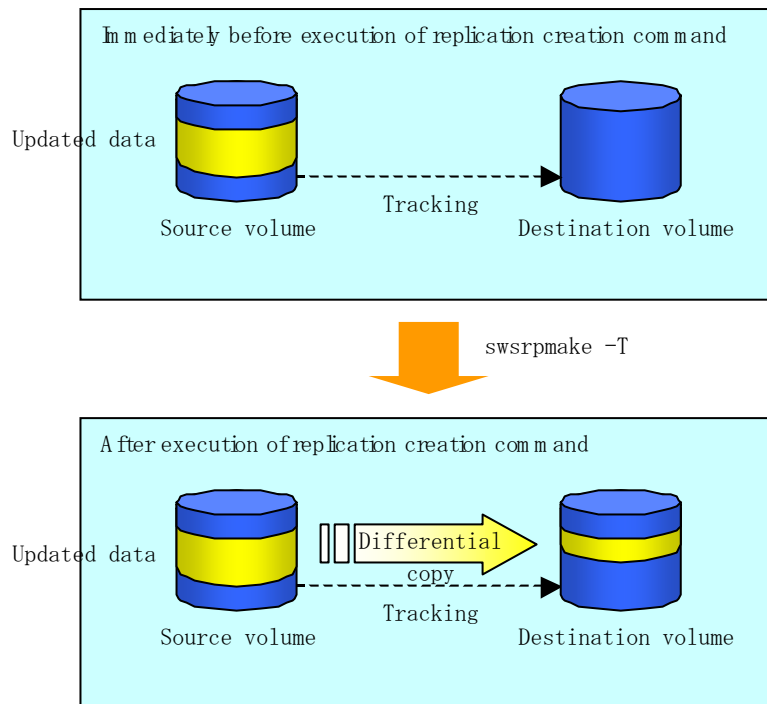 Immediately before execution of replication creation command
Updated data
Tracking
Source volume
Destination volume
swsrpmake -T
After execution of replication creation command
Differential
copy
Updated data
Tracking
Source volume
Destination volume